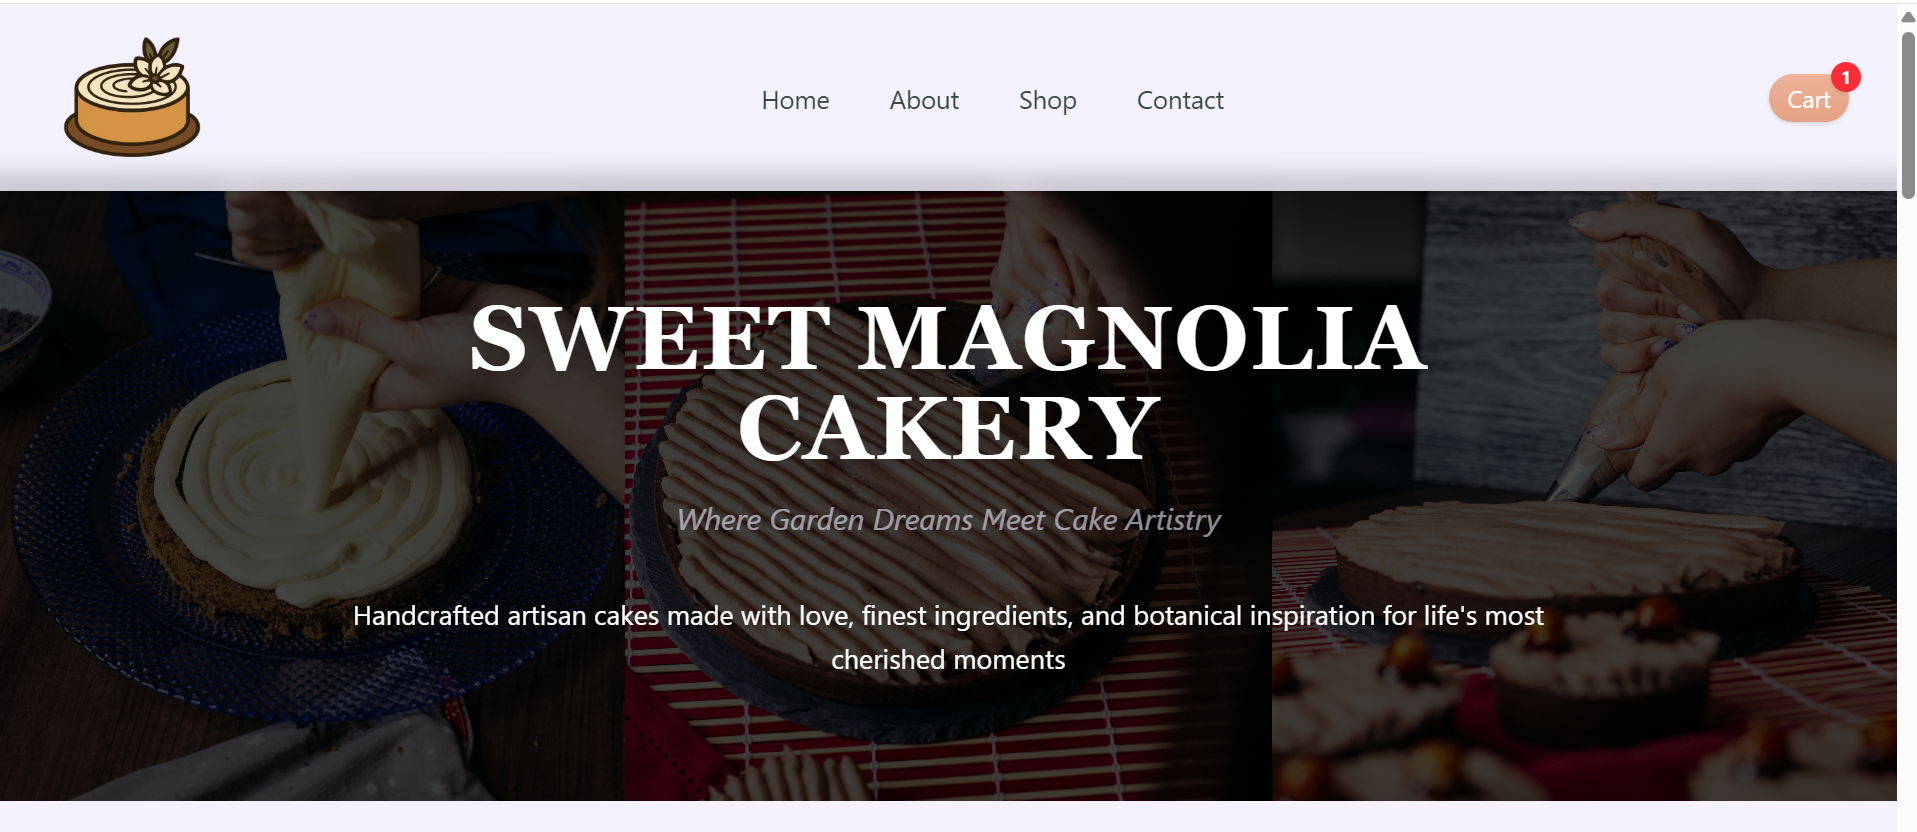 Home About Shop Contact Cart 1
SWEET MAGNOLIA
CAKERY
Where Garden Dreams Meet Cake Artistry
Handcrafted artisan cakes made with love, finest ingredients, and botanical inspiration for life's most
cherished moments